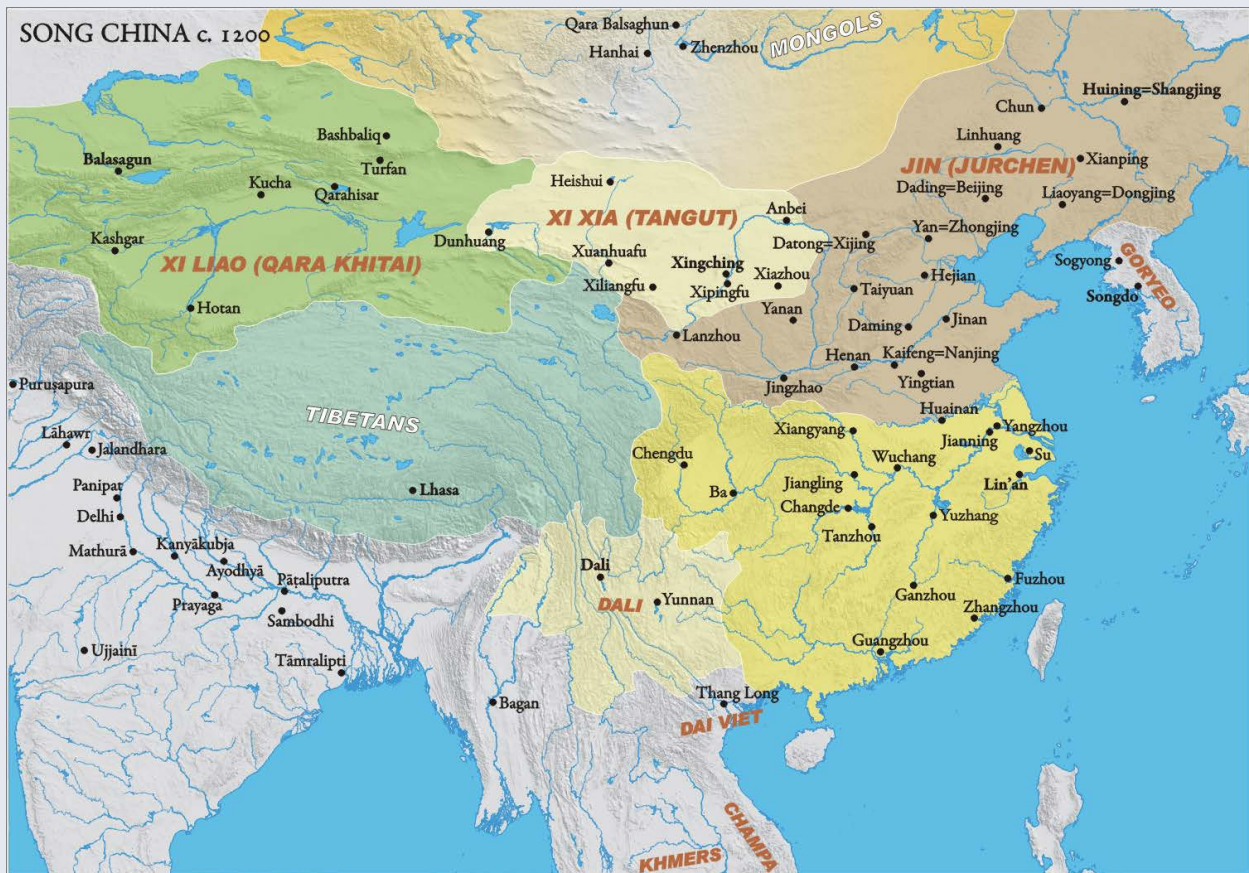 SONG CHINA c. 1200
Qara Balsaghun
Hanhai
Zhenzhou
MONGOLS
Chun
Huining=Shangjing
Linhuang
JIN (JURCHEN)
Xianping
Dading=Beijing
Liaoyang=Dongjing
Bashbaliq
Balasagun
Turfan
Kucha
Qarahisar
Heishui
XI XIA (TANGUT)
Anbei
Datong=Xijing
Yan=Zhongjing
Kashgar
XI LIAO (QARA KHITAI)
Dunhuang
Xuanhuafu
Xingching
Xiazhou
Xiliangfu
Xipingfu
Hejian
Taiyuan
Sogyong
GORYEO
Songdo
Hotan
Yanan
Lanzhou
Daming
Jinan
Henan
Kaifeng=Nanjing
Jingzhao
Yingtian
Puruṣapura
TIBETANS
Huainan
Lāhawr
Jalandhara
Xiangyang
Jianning
Yangzhou
Chengdu
Wuchang
Su
Panipat
Lhasa
Ba
Jiangling
Lin'an
Delhi
Changde
Yuzhang
Tanzhou
Mathurā
Kanyākubja
Ayodhyā
Pāṭaliputra
Prayaga
Sambodhi
Dali
DALI
Yunnan
Fuzhou
Ganzhou
Zhangzhou
Ujjainī
Tāmralipti
Guangzhou
Bagan
Thang Long
DAI VIET
CHAMPA
KHMERS